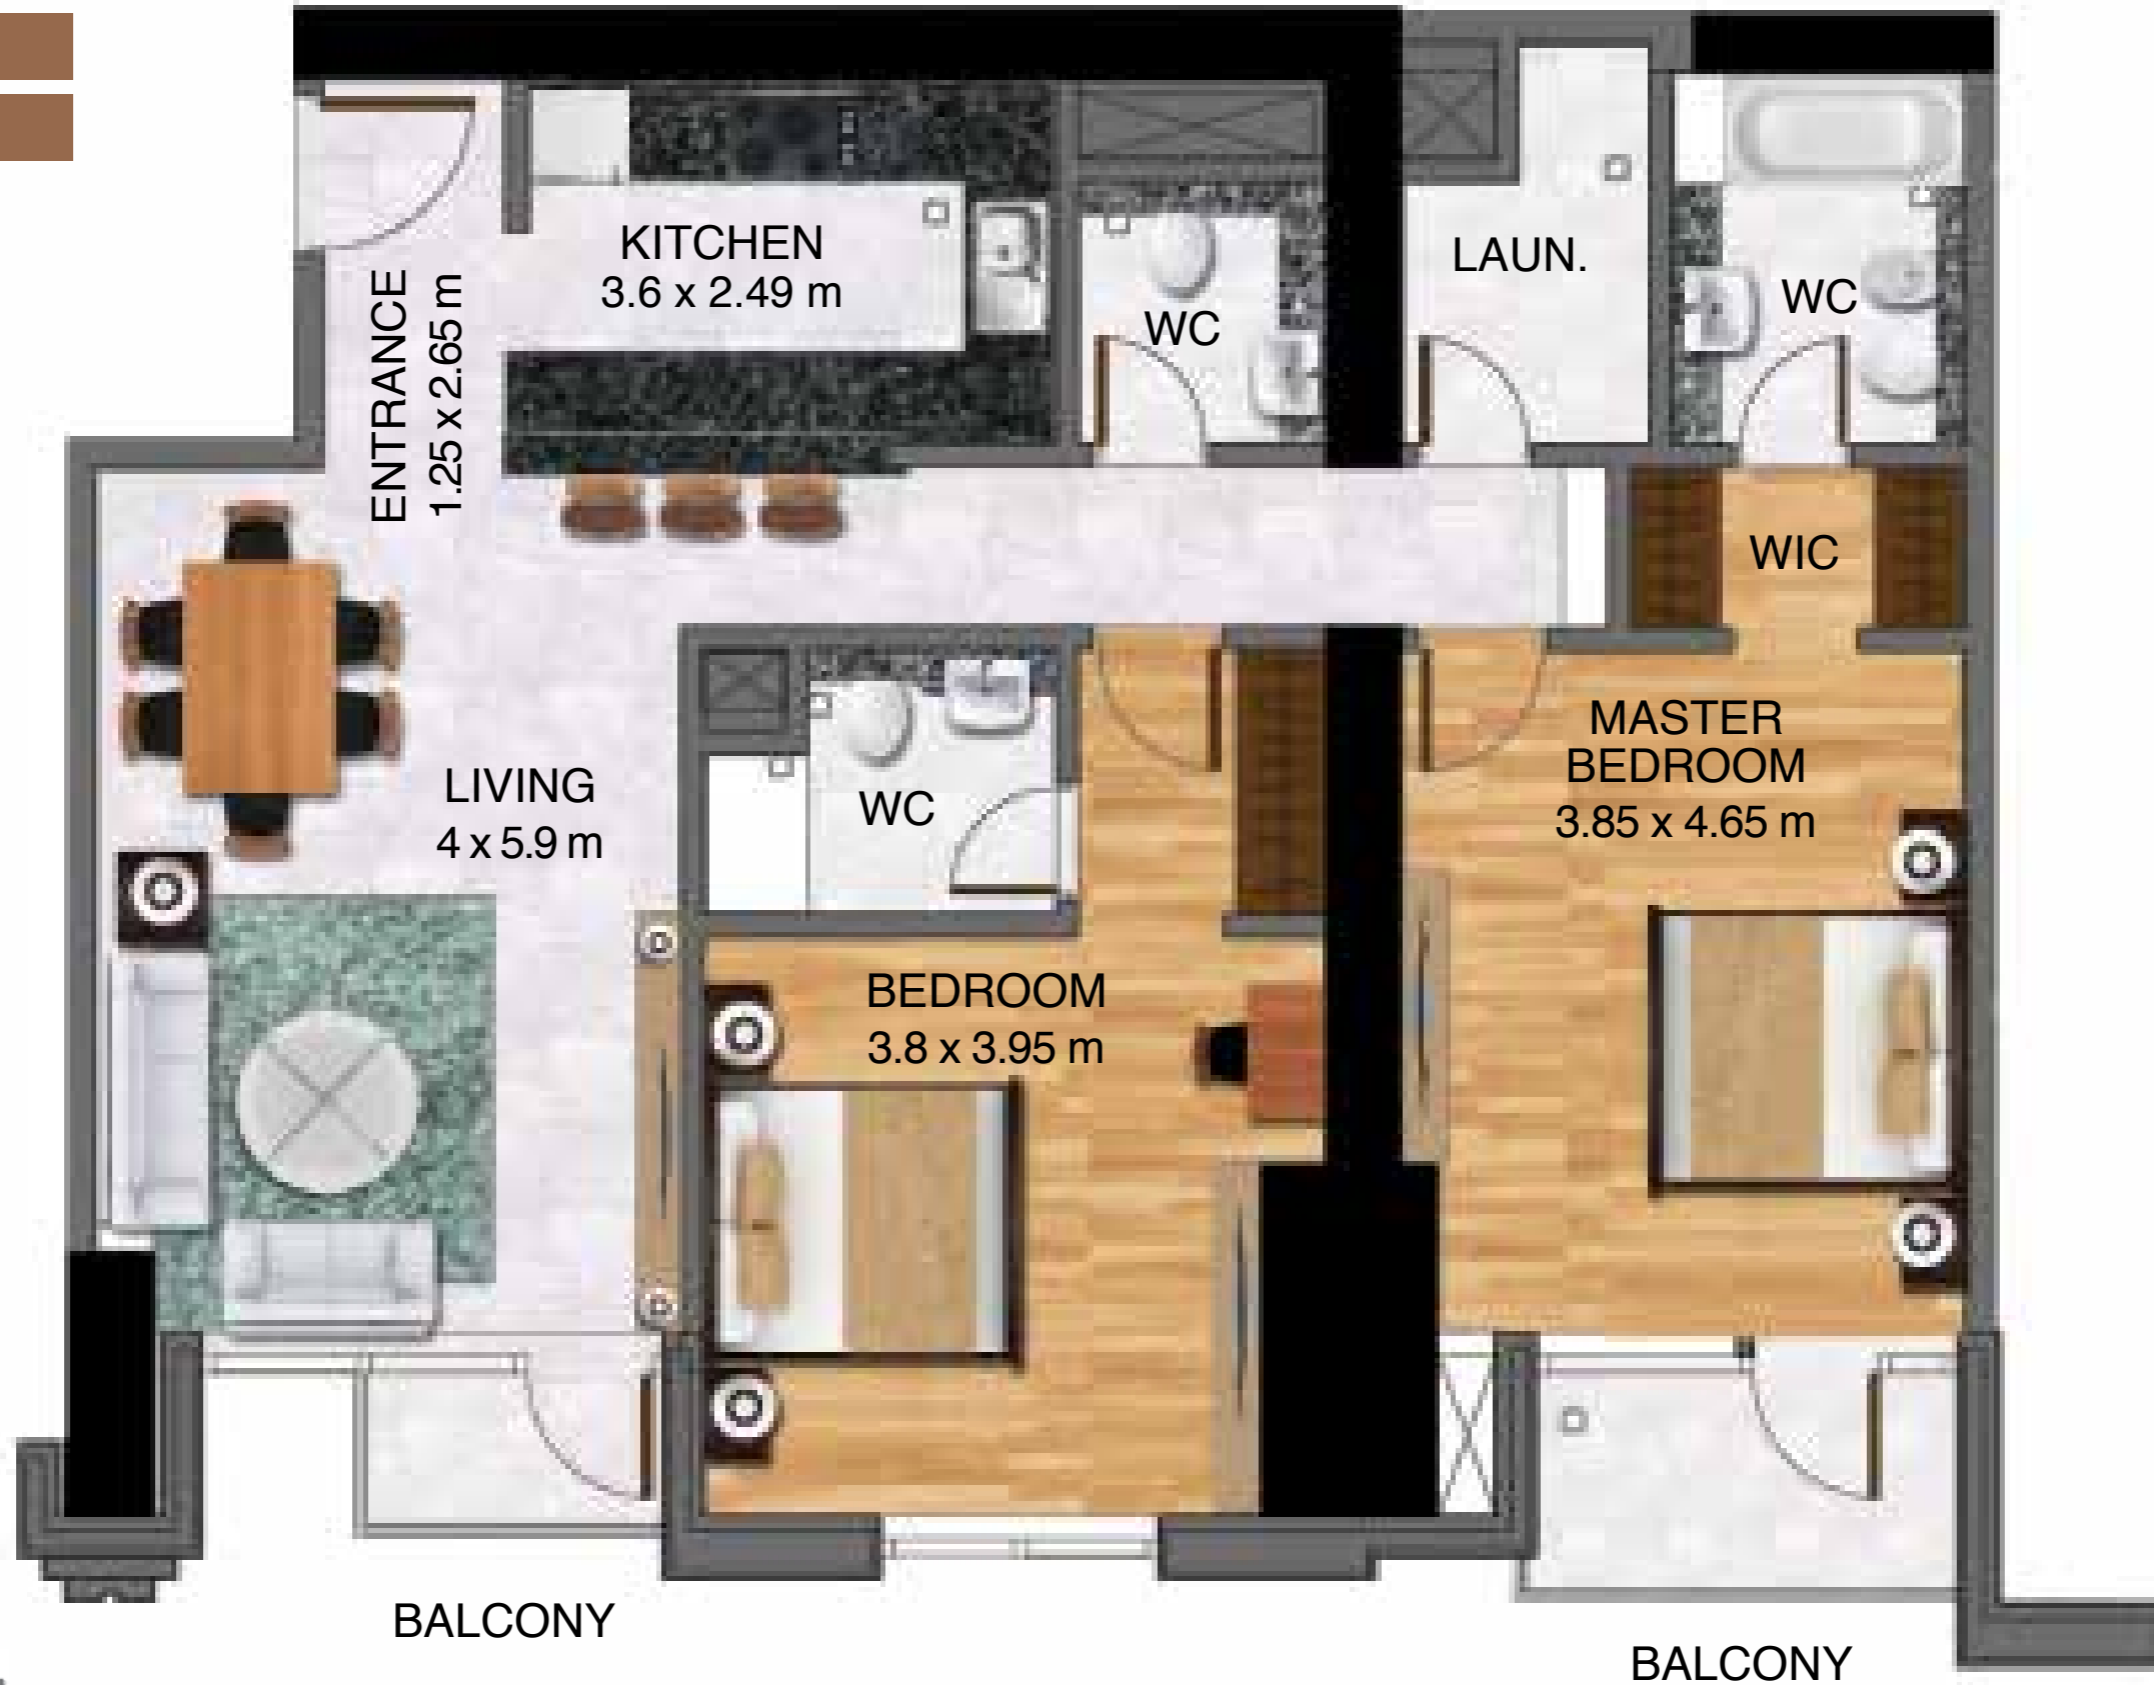 KITCHEN
3.6 x 2.49 m
ENTRANCE
1.25 x 2.65 m
WC
LAUN.
WC
WIC
LIVING
4 x 5.9 m
WC
MASTER
BEDROOM
3.85 x 4.65 m
BEDROOM
3.8 x 3.95 m
BALCONY
BALCONY